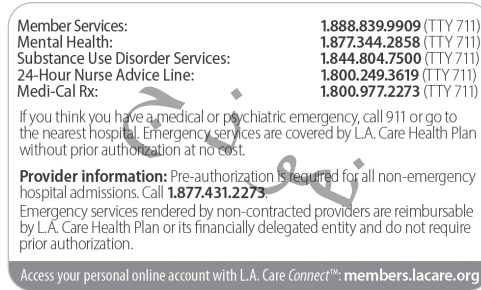 Member Services: 1.888.839.9909 (TTY 711)
Mental Health: 1.877.344.2858 (TTY 711)
Substance Use Disorder Services: 1.844.804.7500 (TTY 711)
24-Hour Nurse Advice Line: 1.800.249.3619 (TTY 711)
Medi-Cal Rx: 1.800.977.2273 (TTY 711)
If you think you have a medical or psychiatric emergency, call 911 or go to
the nearest hospital. Emergency services are covered by L.A. Care Health Plan
without prior authorization at no cost.
Provider information: Pre-authorization is required for all non-emergency
hospital admissions. Call 1.877.431.2273.
Emergency services rendered by non-contracted providers are reimbursable
by L.A. Care Health Plan or its financially delegated entity and do not require
prior authorization.
Access your personal online account with L.A. Care Connect™: members.lacare.org